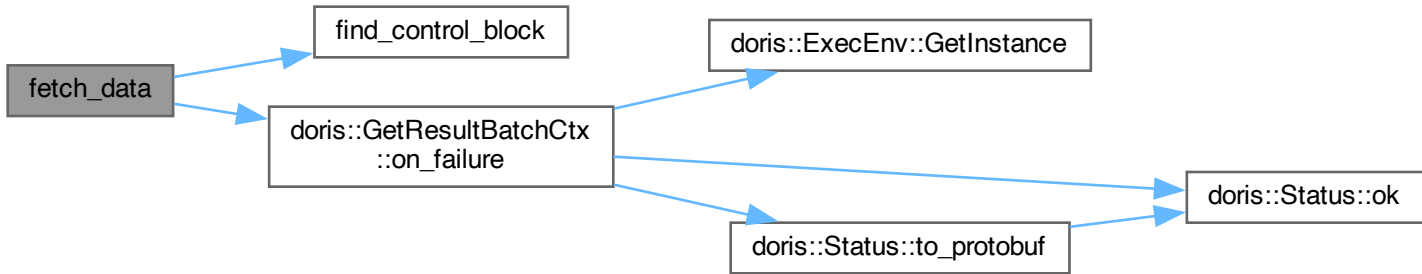 fetch_data
find_control_block
doris::GetResultBatchCtx
::on_failure
doris::ExecEnv::GetInstance
doris::Status::to_protobuf
doris::Status::ok